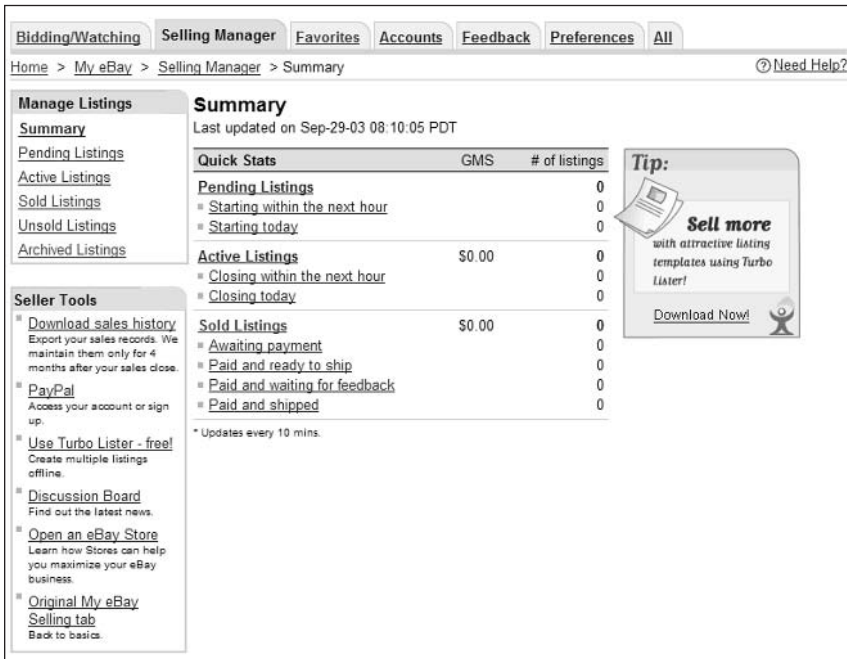 Bidding/Watching Selling Manager Favorites Accounts Feedback Preferences All
Home > My eBay > Selling Manager > Summary
Need Help?
Manage Listings
Summary
Pending Listings
Active Listings
Sold Listings
Unsold Listings
Archived Listings
Seller Tools
Download sales history
Export your sales records. We
maintain them only for 4
months after your sales close.
PayPal
Access your account or sign
up.
Use Turbo Lister - free!
Create multiple listings
offline.
Discussion Board
Find out the latest news.
Open an eBay Store
Learn how Stores can help
you maximize your eBay
business.
Original My eBay
Selling tab
Back to basics.
Summary
Last updated on Sep-29-03 08:10:05 PDT
Quick Stats GMS # of listings
Pending Listings 0
Starting within the next hour 0
Starting today 0
Active Listings $0.00 0
Closing within the next hour 0
Closing today 0
Sold Listings $0.00 0
Awaiting payment 0
Paid and ready to ship 0
Paid and waiting for feedback 0
Paid and shipped 0
* Updates every 10 mins.
Tip:
Sell more
with attractive listing
templates using Turbo
Lister!
Download Now!